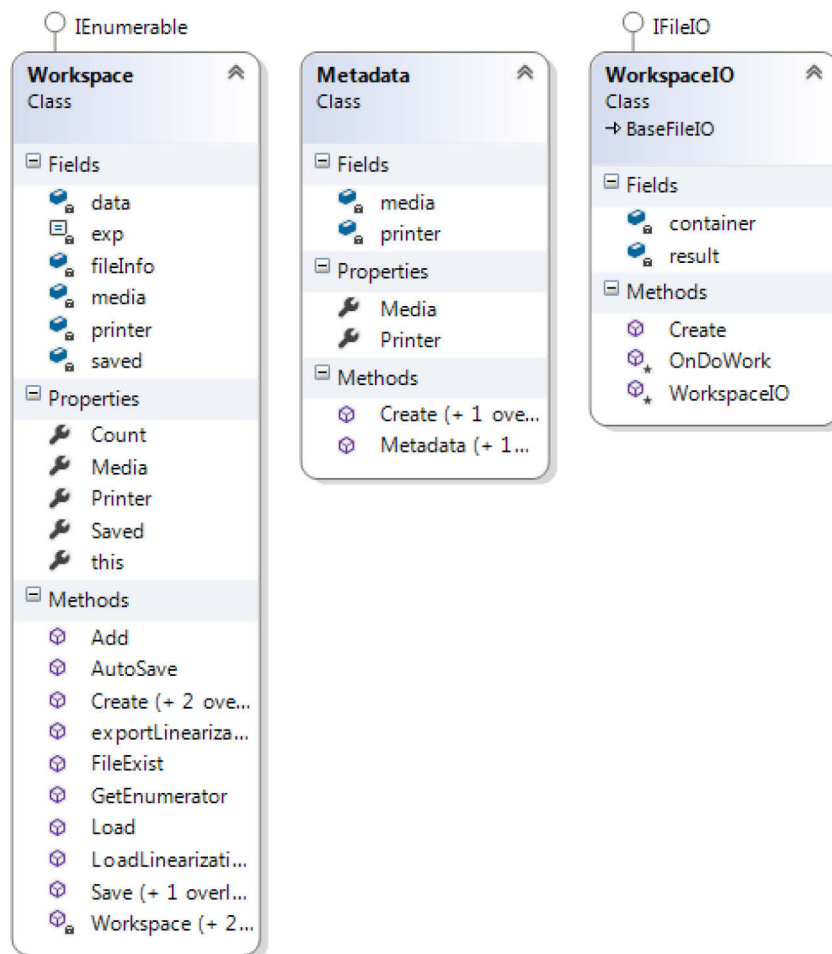 IEnumerable
Workspace
Class
Fields
data
exp
fileInfo
media
printer
saved
Properties
Count
Media
Printer
Saved
this
Methods
Add
AutoSave
Create (+ 2 ove...
exportLineariza...
FileExist
GetEnumerator
Load
LoadLinearizati...
Save (+ 1 overl...
Workspace (+ 2...
Metadata
Class
Fields
media
printer
Properties
Media
Printer
Methods
Create (+ 1 ove...
Metadata (+ 1...
IFileIO
WorkspaceIO
Class
BaseFileIO
Fields
container
result
Methods
Create
OnDoWork
WorkspaceIO